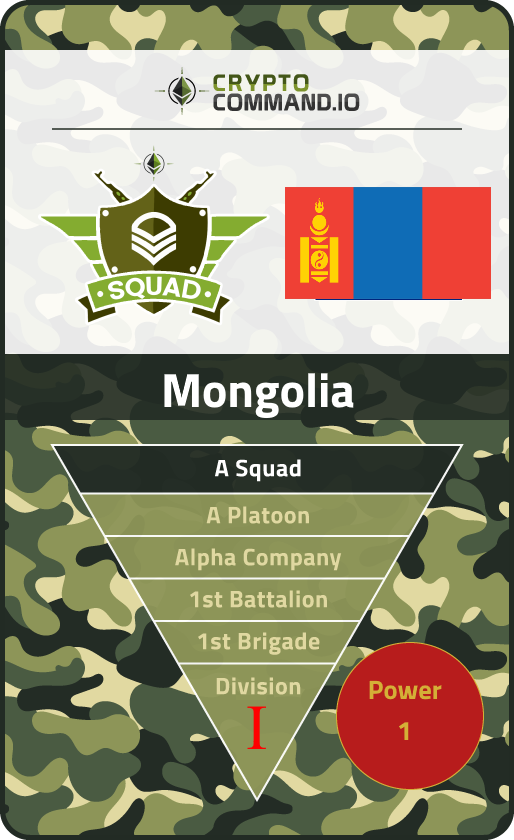 CRYPTO
COMMAND.IO
SQUAD
Mongolia
A Squad
A Platoon
Alpha Company
1st Battalion
1st Brigade
Division
I
Power
1